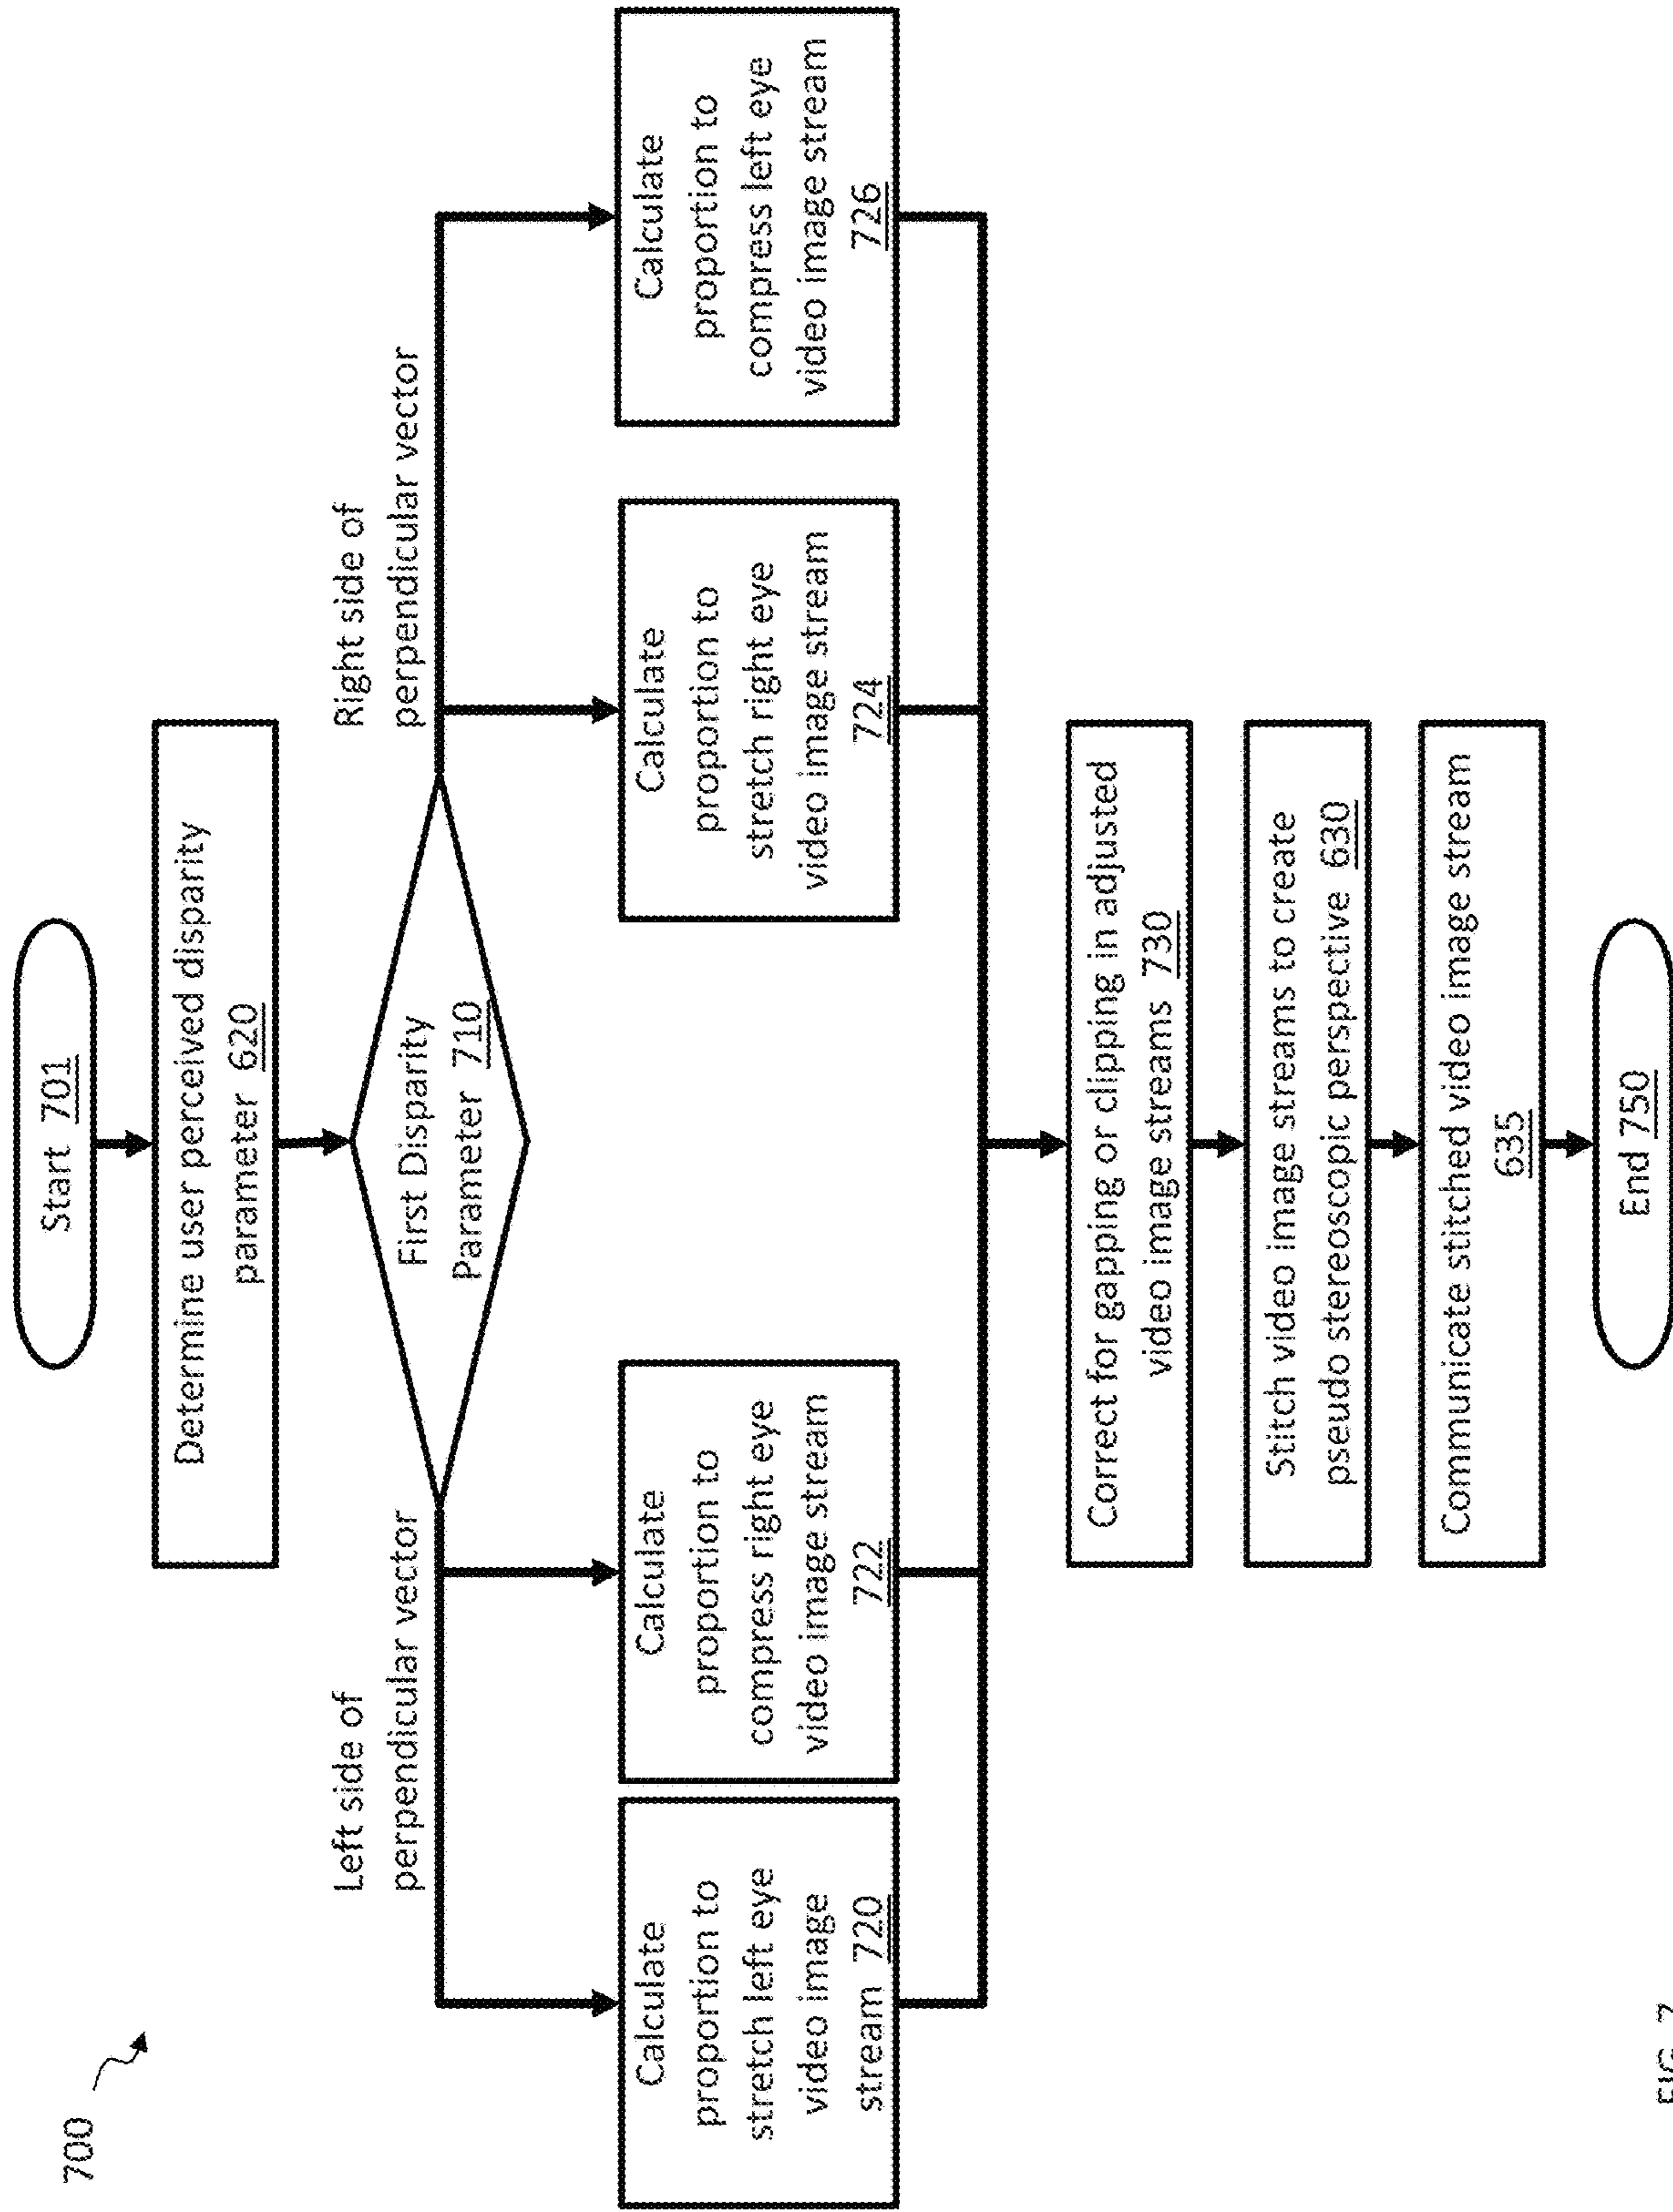 700
Start 701
Determine user perceived disparity
parameter 620
First Disparity
Parameter 710
Left side of
perpendicular vector
Right side of
perpendicular vector
Calculate
proportion to
stretch left eye
video image
stream 720
Calculate
proportion to
compress right eye
video image stream
722
Calculate
proportion to
stretch right eye
video image stream
724
Calculate
proportion to
compress left eye
video image stream
726
Correct for gapping or clipping in adjusted
video image streams 730
Stitch video image streams to create
pseudo stereoscopic perspective 630
Communicate stitched video image stream
635
End 750
FIG. 7